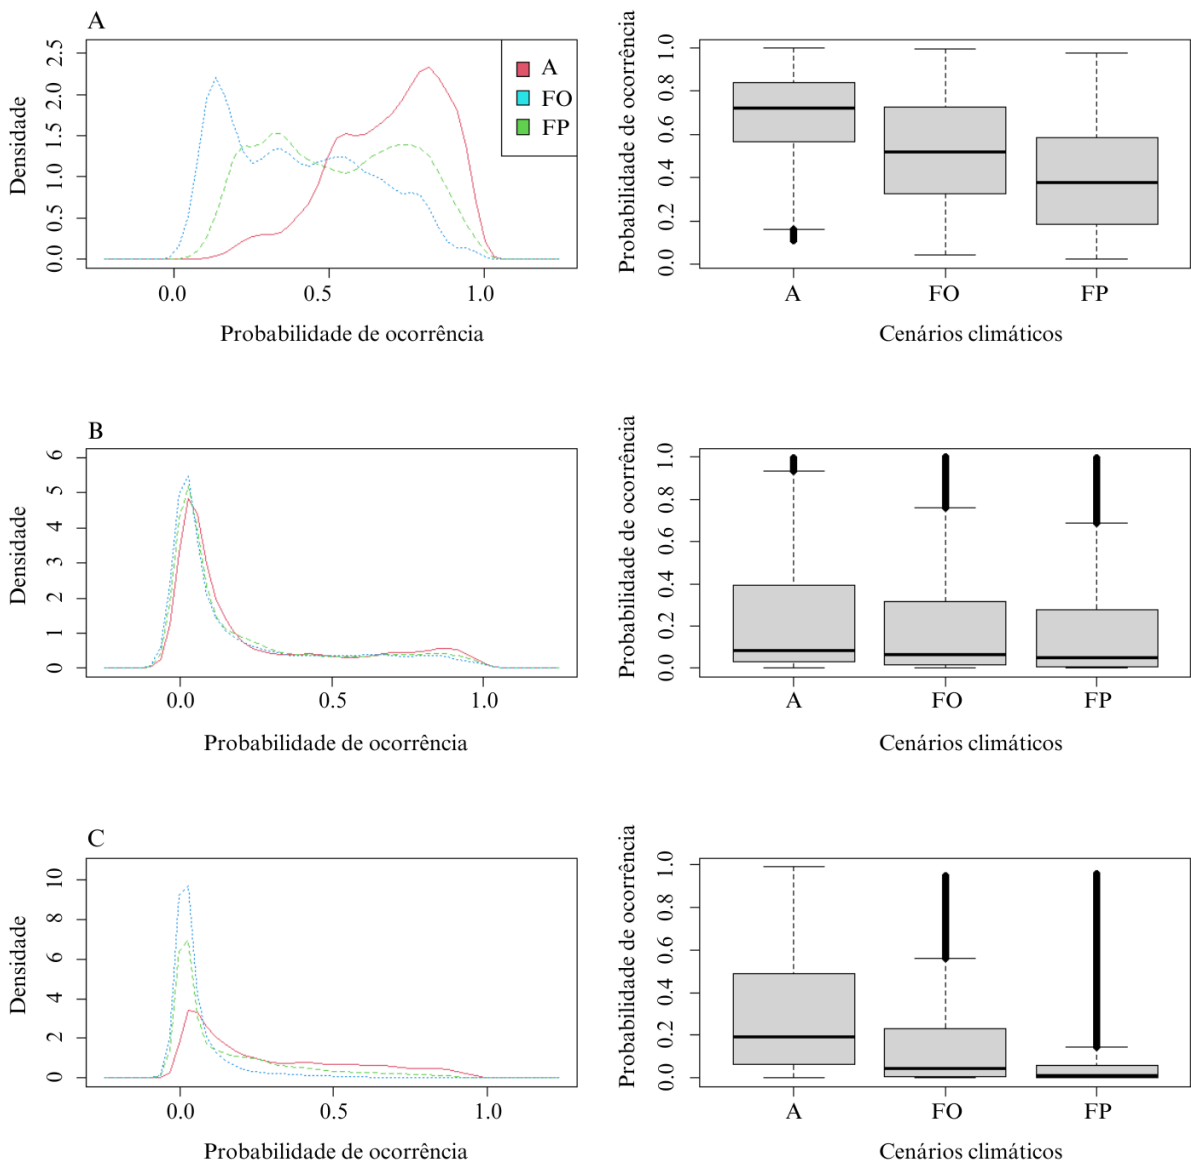 A
Densidade
2.5
2.0
1.5
1.0
0.5
0.0
A
FO
FP
0.0 0.5 1.0
Probabilidade de ocorrência
Probabilidade de ocorrência
1.0
0.8
0.6
0.4
0.2
0.0
A FO FP
Cenários climáticos
B
Densidade
6
5
4
3
2
1
0
0.0 0.5 1.0
Probabilidade de ocorrência
Probabilidade de ocorrência
1.0
0.8
0.6
0.4
0.2
0.0
A FO FP
Cenários climáticos
C
Densidade
10
8
6
4
2
0
0.0 0.5 1.0
Probabilidade de ocorrência
Probabilidade de ocorrência
1.0
0.8
0.6
0.4
0.2
0.0
A FO FP
Cenários climáticos